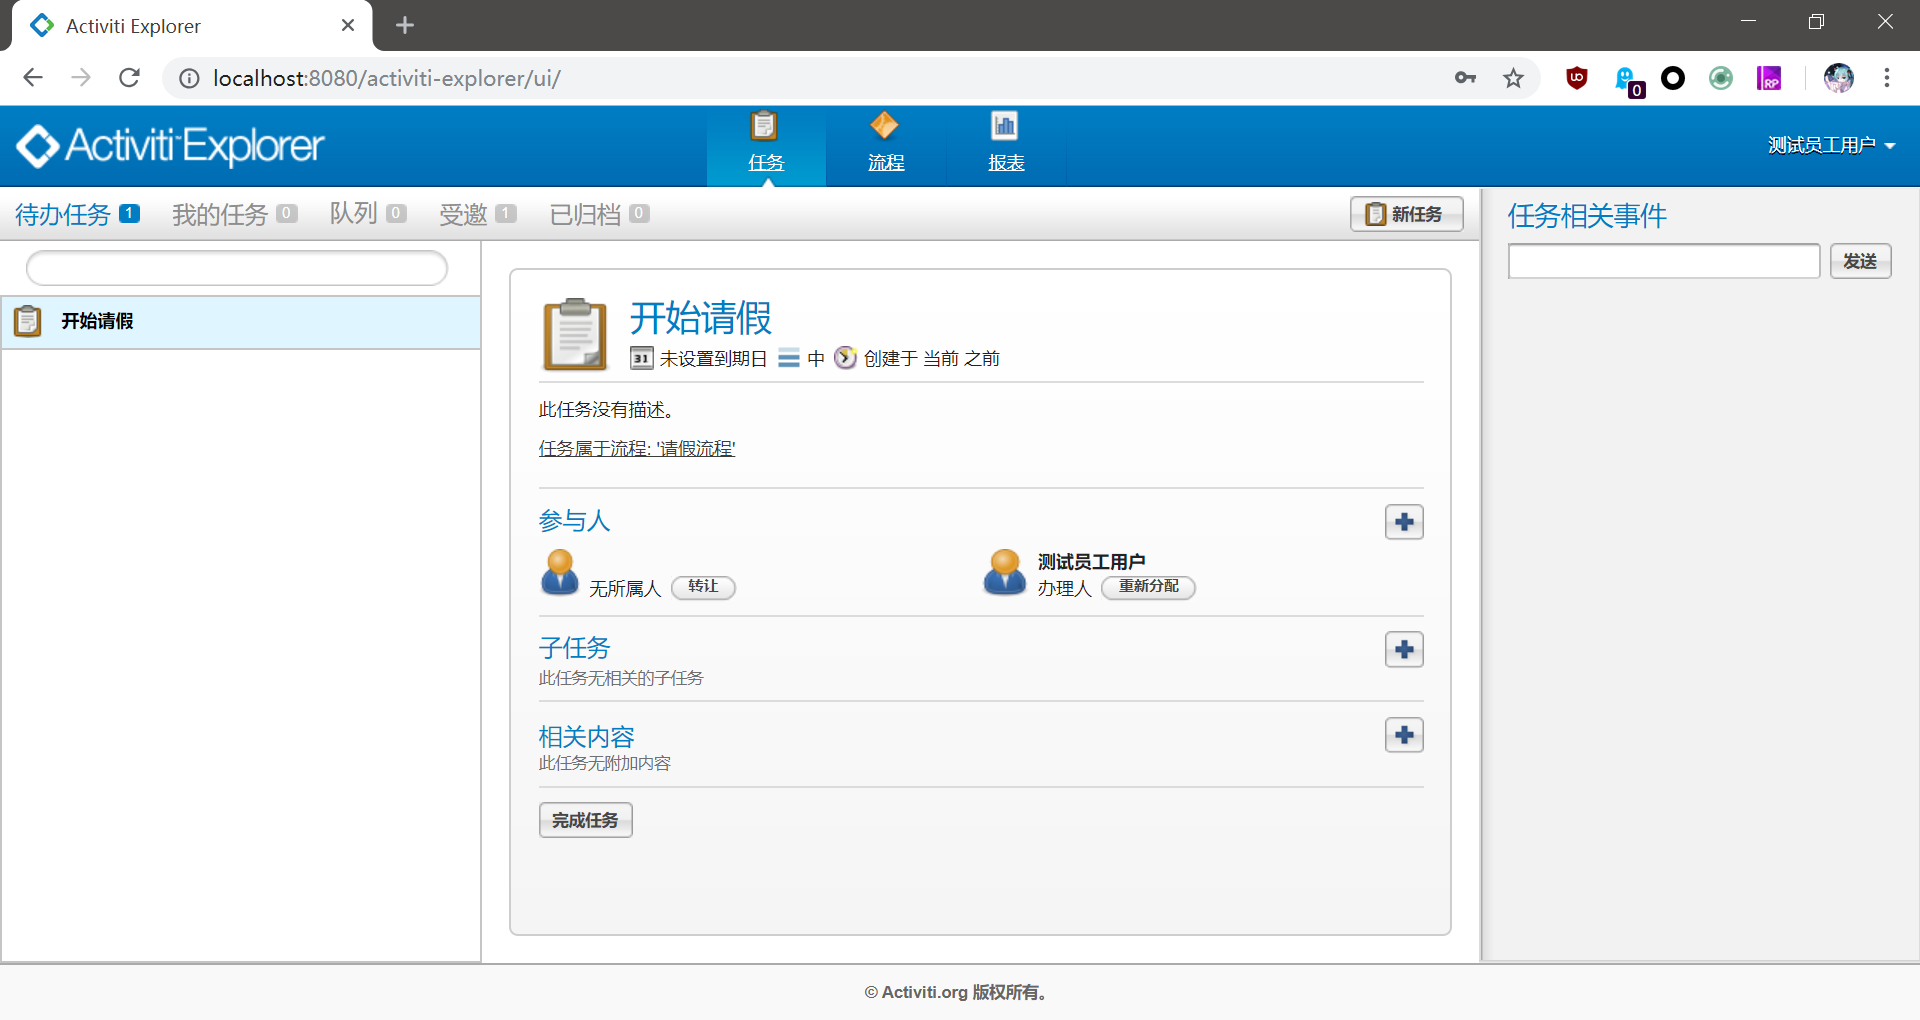 Activiti Explorer
localhost:8080/activiti-explorer/ui/
0
Activiti™Explorer
任务
流程
报表
测试员工用户
待办任务 1
我的任务 0
队列 0
受邀 1
已归档 0
新任务
任务相关事件
发送
开始请假
开始请假
31 未设置到期日 中 创建于 当前 之前
此任务没有描述。
任务属于流程: '请假流程'
参与人
无所属人 转让
测试员工用户
办理人 重新分配
子任务
此任务无相关的子任务
相关内容
此任务无附加内容
完成任务
© Activiti.org 版权所有。